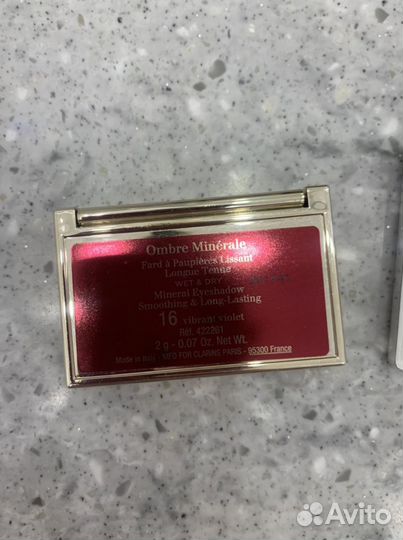 Ombre Minérale
Fard à Paupières Lissant
Longue Tenue
WET & DRY
Mineral Eyeshadow
Smoothing & Long-Lasting
16 vibrant violet
Réf. 422261
2 g - 0.07 Oz. Net Wt.
Made in Italy - MFD FOR CLARINS PARIS - 95300 France
Avito